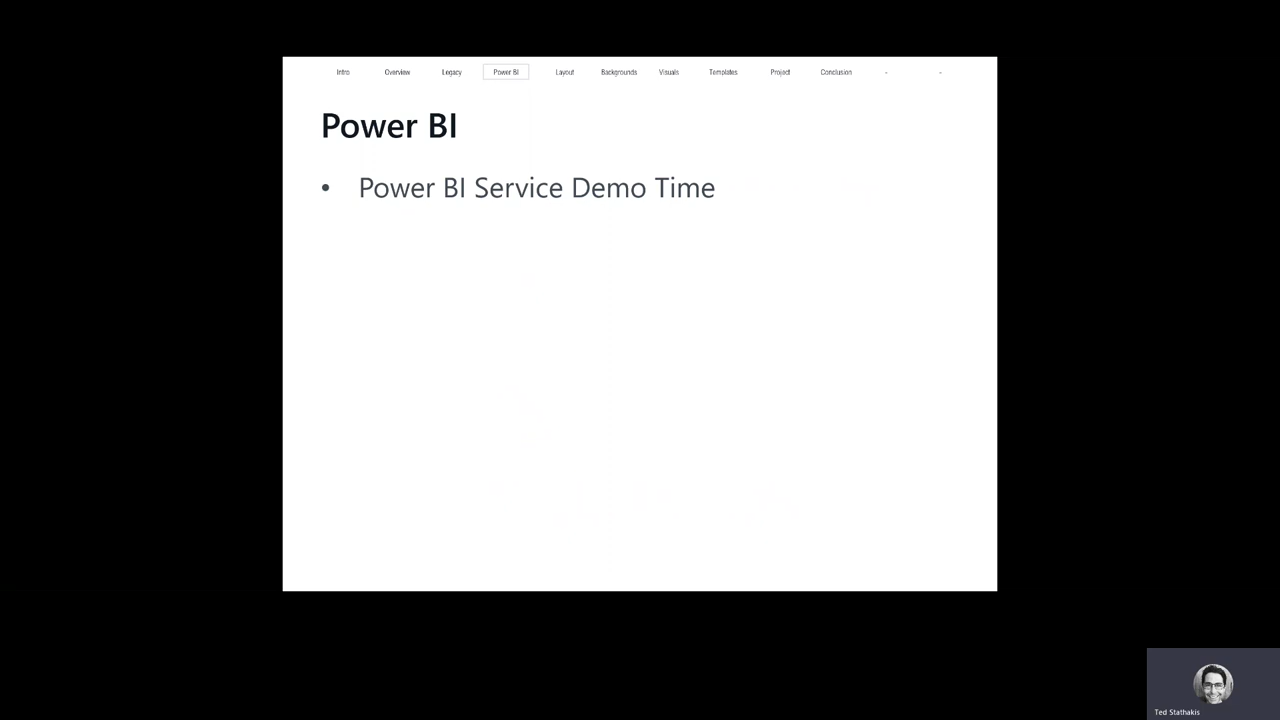 Intro Overview Legacy Power BI Layout Backgrounds Visuals Templates Project Conclusion - -
Power BI
• Power BI Service Demo Time
Ted Stathakis